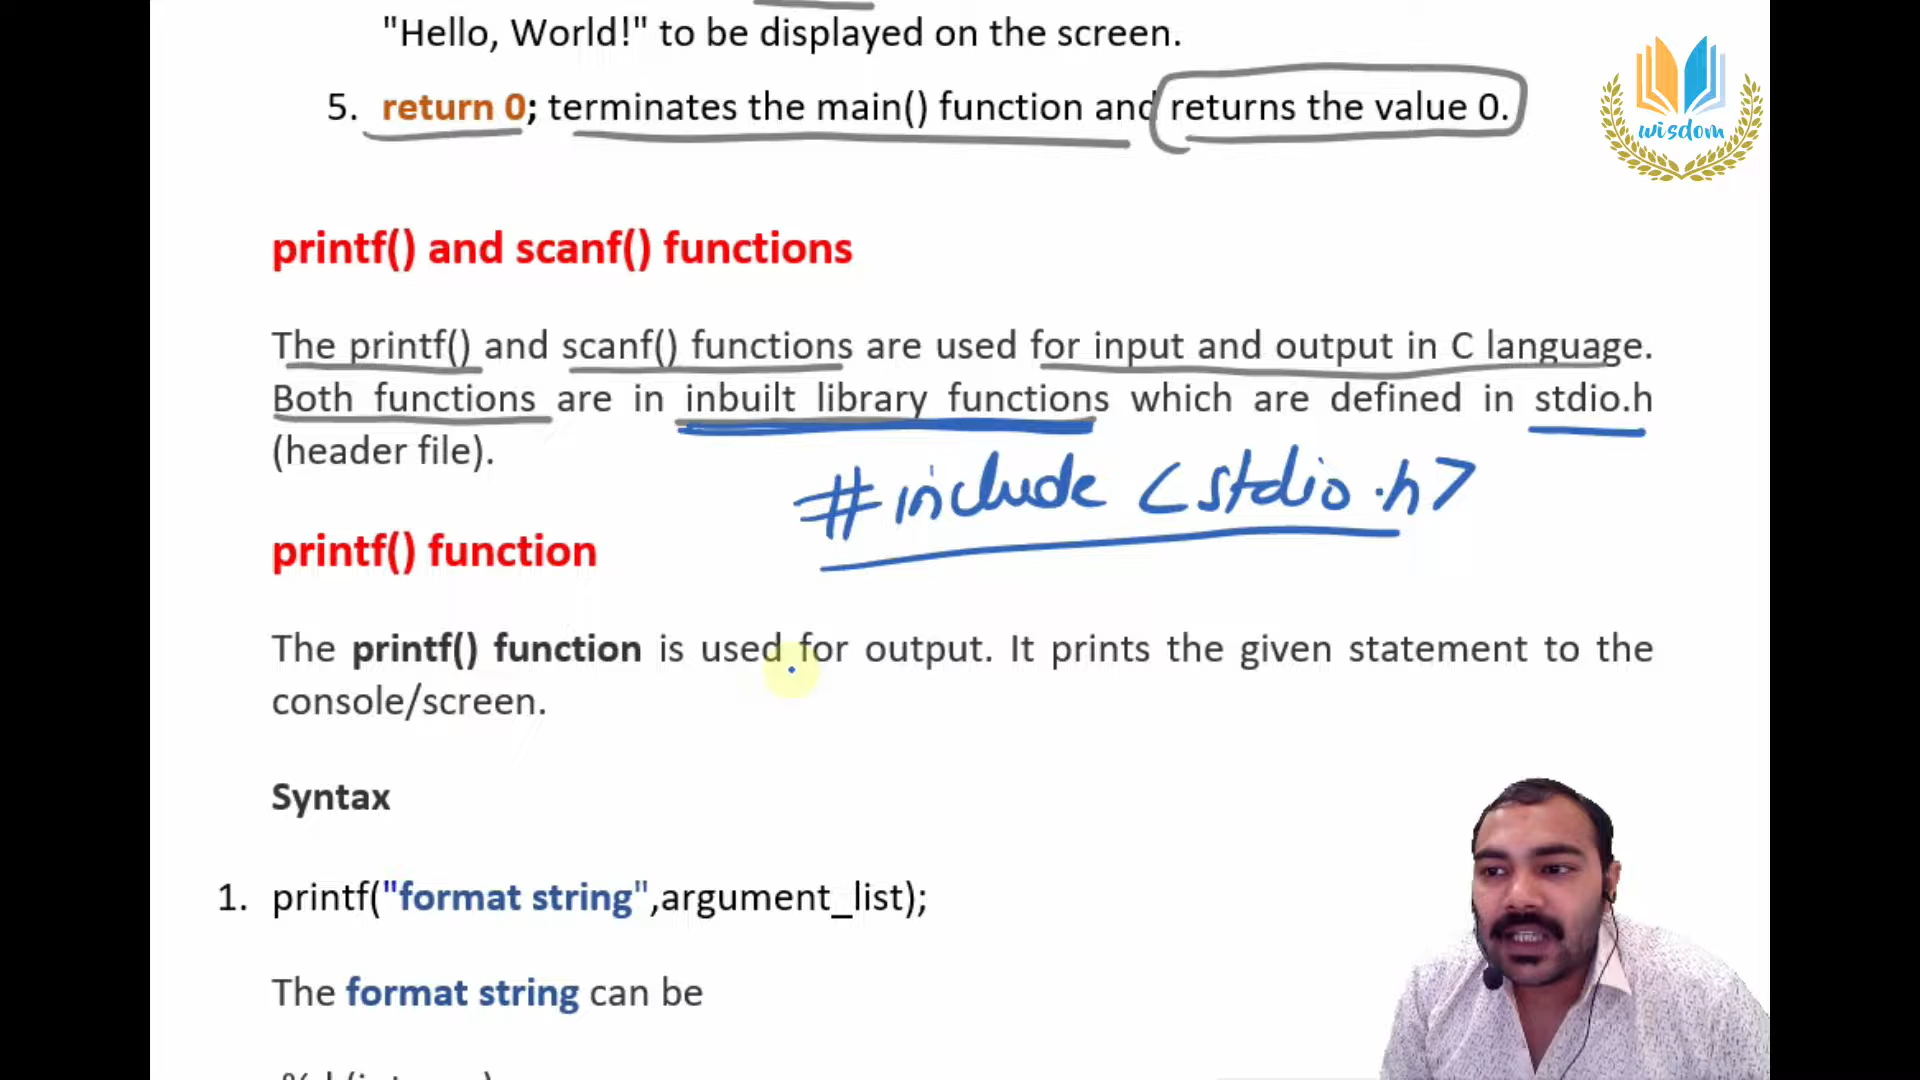 "Hello, World!" to be displayed on the screen.
5. return 0; terminates the main() function and returns the value 0.
wisdom
printf() and scanf() functions
The printf() and scanf() functions are used for input and output in C language.
Both functions are in inbuilt library functions which are defined in stdio.h
(header file).
#include <stdio.h>
printf() function
The printf() function is used for output. It prints the given statement to the
console/screen.
Syntax
1. printf("format string",argument_list);
The format string can be